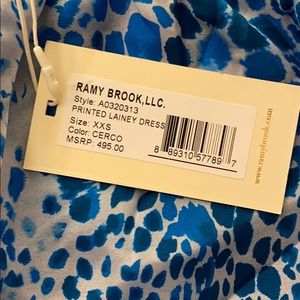 RAMY BROOK,LLC.
Style: A0320313
PRINTED LAINEY DRESS
Size: XXS
Color: CERCO
MSRP: 495.00
8 89310 57789 7
www.ramybrook.com